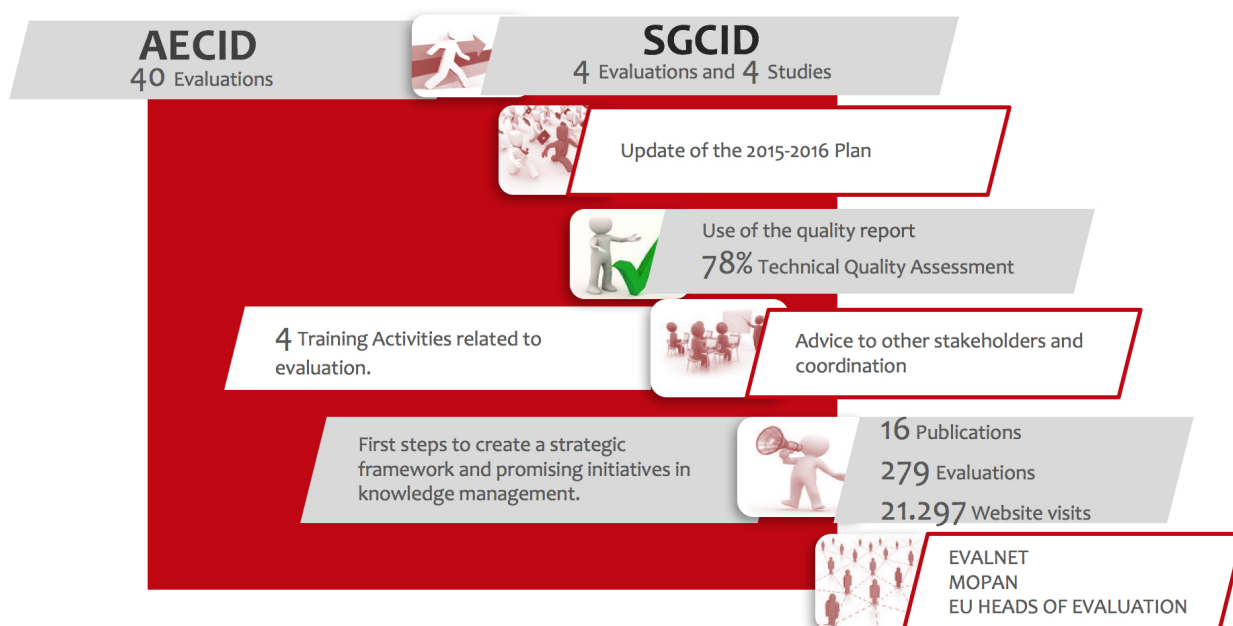 AECID
40 Evaluations
SGCID
4 Evaluations and 4 Studies
Update of the 2015-2016 Plan
Use of the quality report
78% Technical Quality Assessment
4 Training Activities related to
evaluation.
Advice to other stakeholders and
coordination
First steps to create a strategic
framework and promising initiatives in
knowledge management.
16 Publications
279 Evaluations
21.297 Website visits
EVALNET
MOPAN
EU HEADS OF EVALUATION